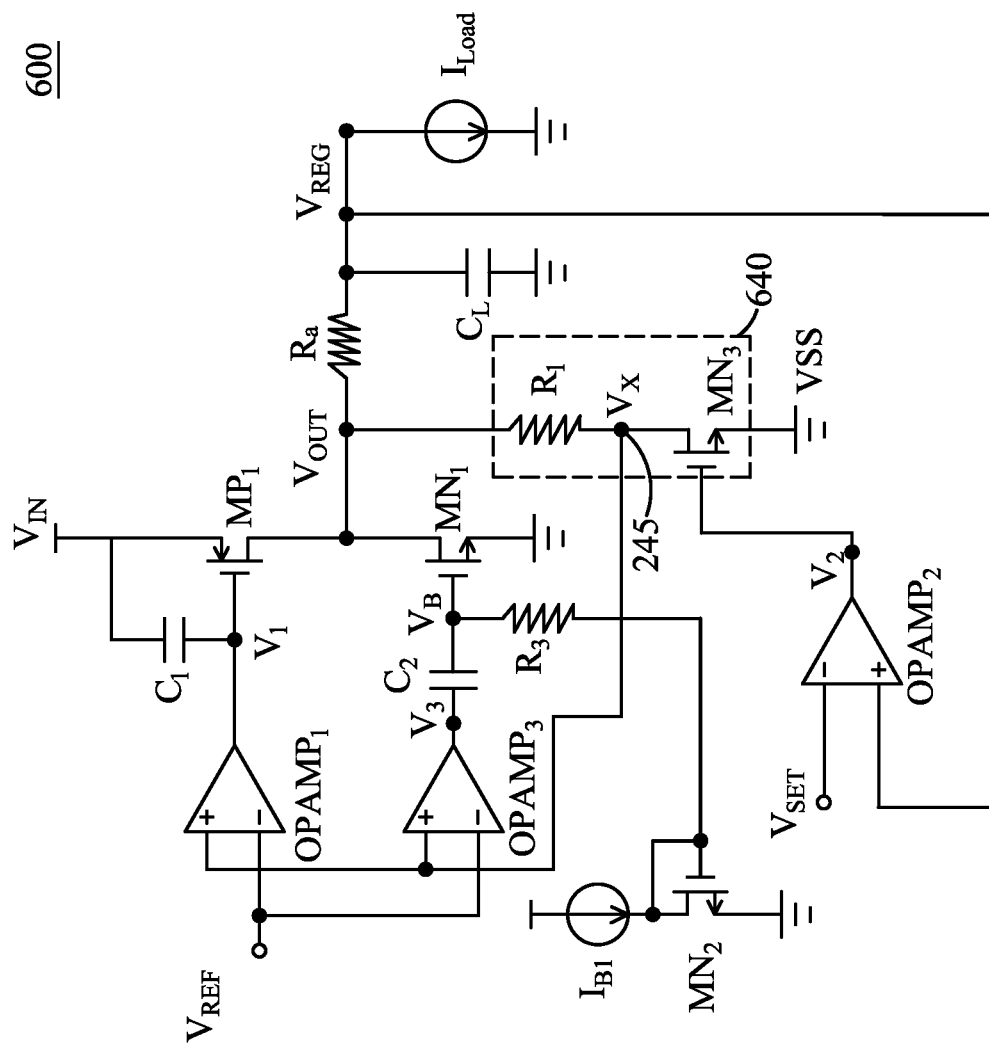 600
V_IN
C_1
MP_1
V_1
OPAMP_1
+
−
V_REF
V_OUT
R_a
V_REG
I_Load
C_L
V_3
C_2
V_B
MN_1
OPAMP_3
+
−
R_3
R_1
V_X
640
245
MN_3
VSS
I_B1
MN_2
V_SET
V_2
−
+
OPAMP_2